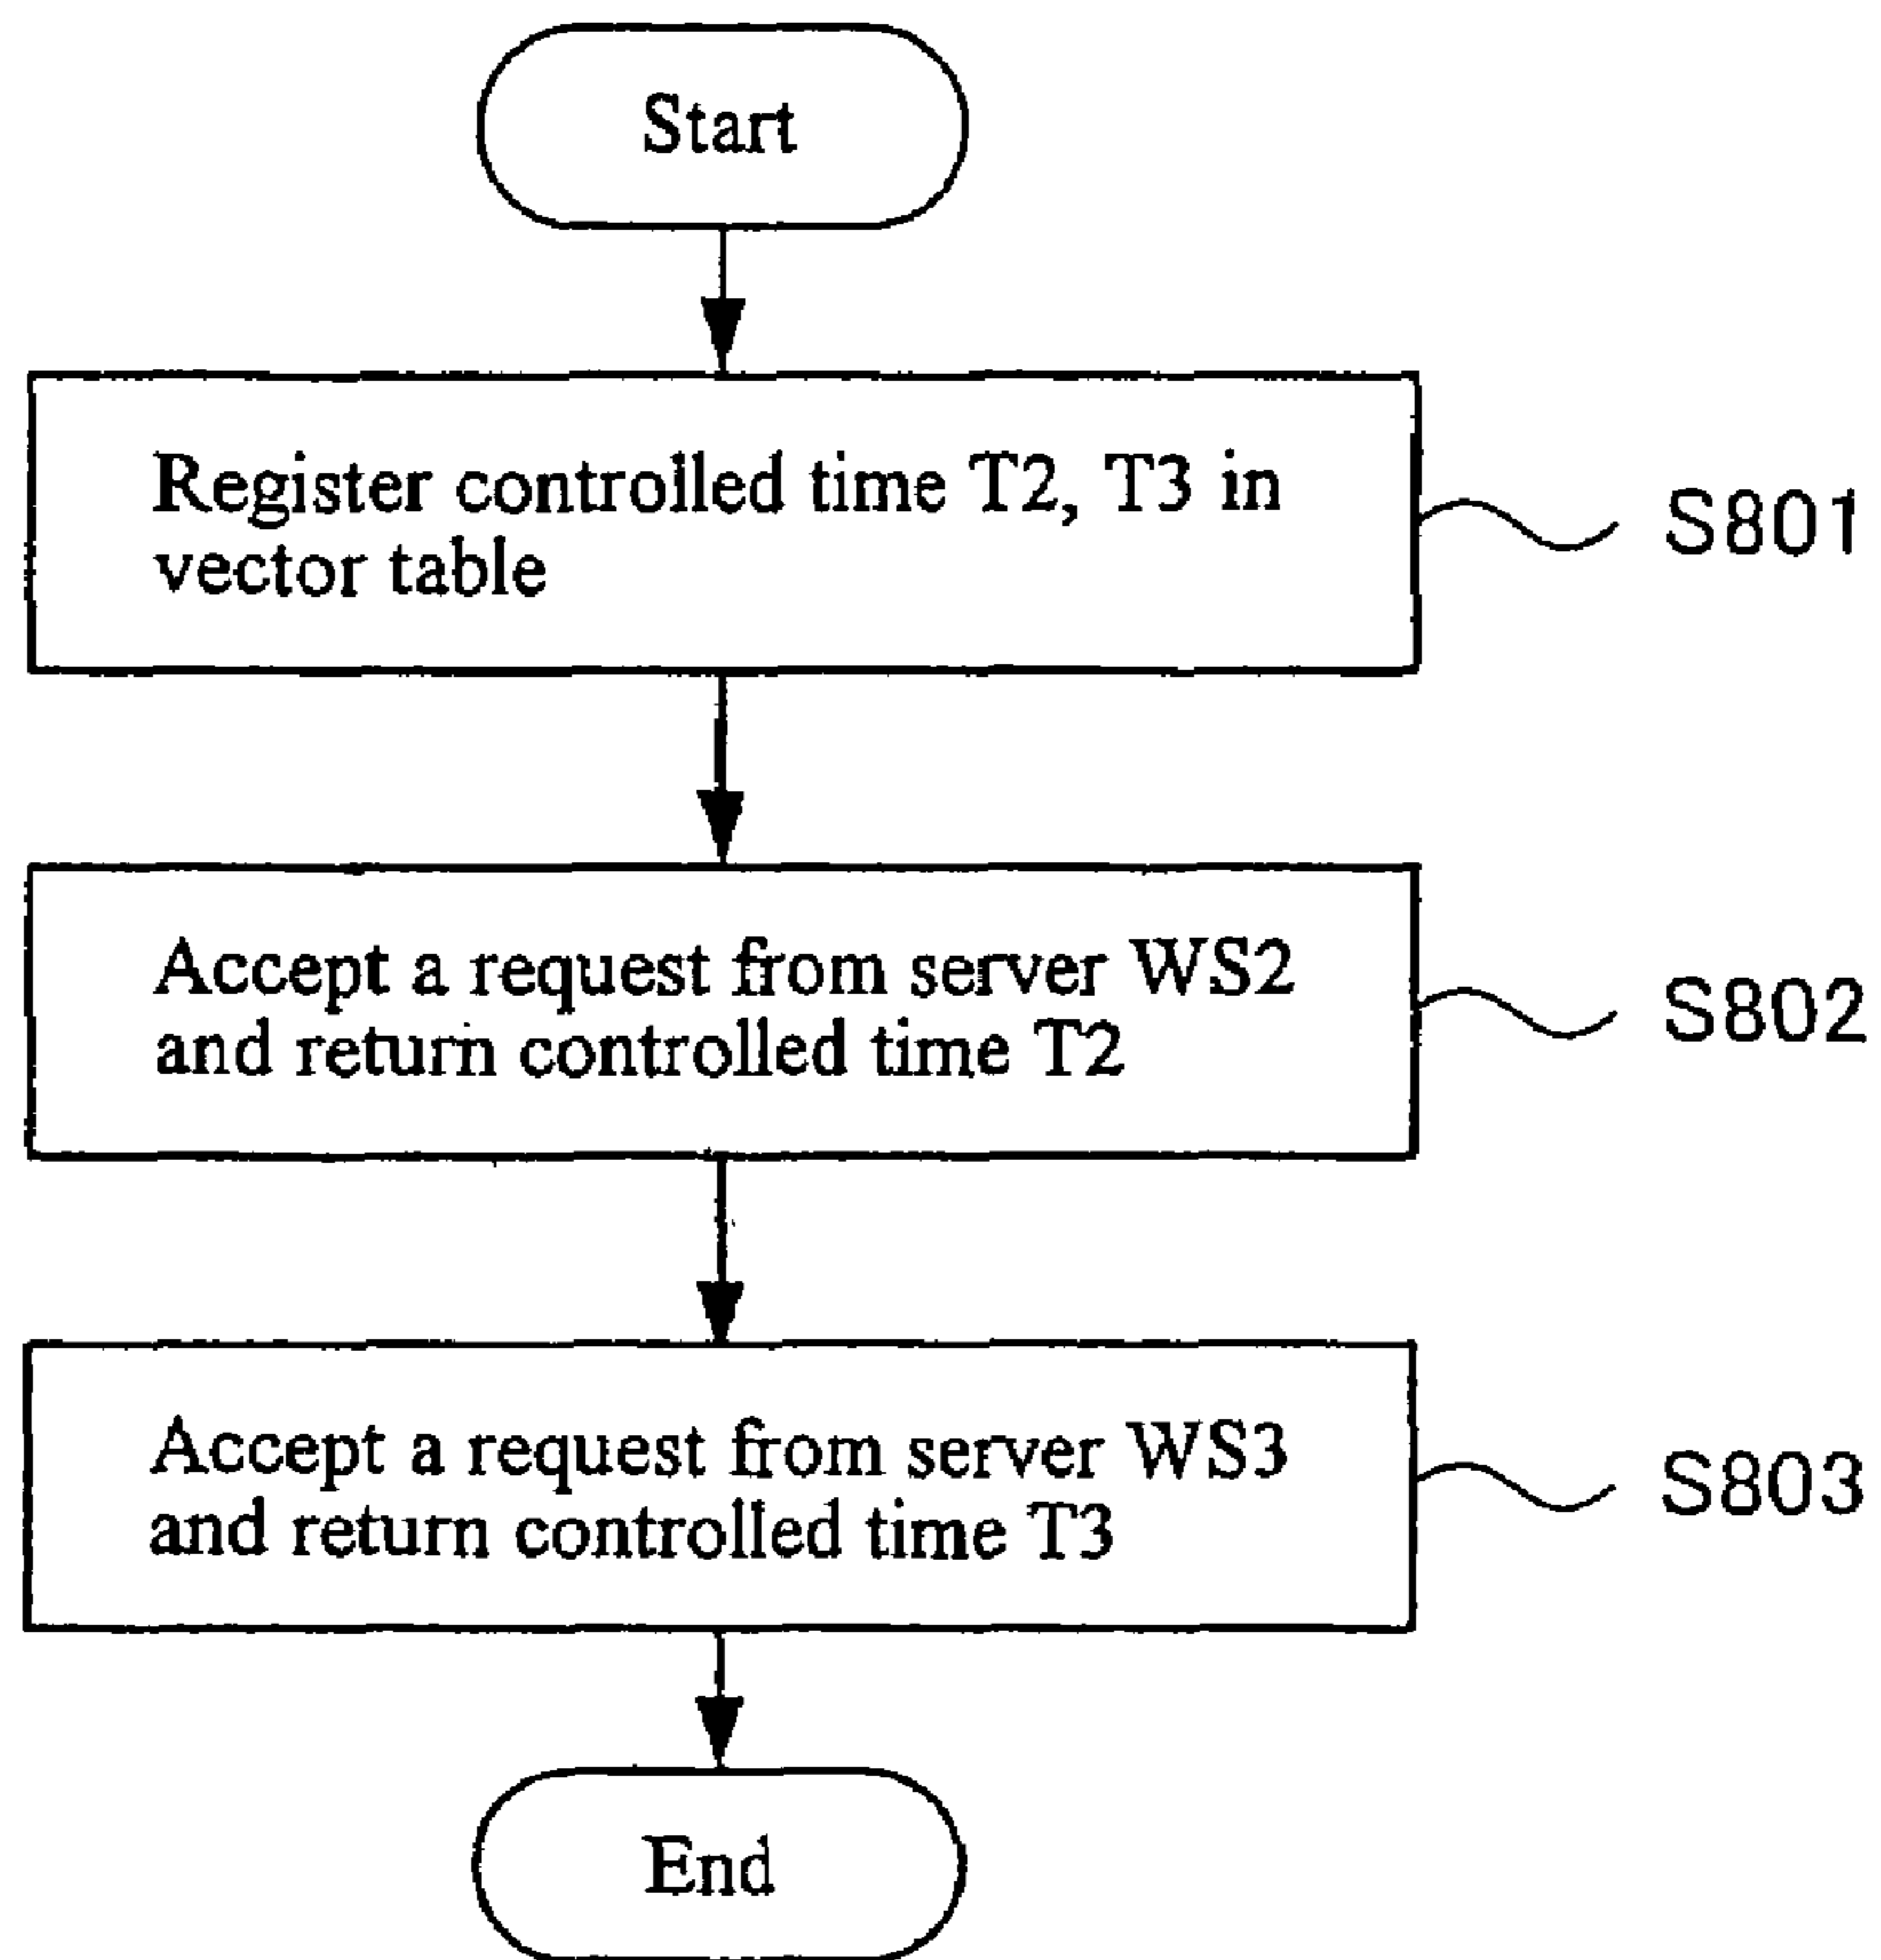 Start
Register controlled time T2, T3 in
vector table
S801
Accept a request from server WS2
and return controlled time T2
S802
Accept a request from server WS3
and return controlled time T3
S803
End